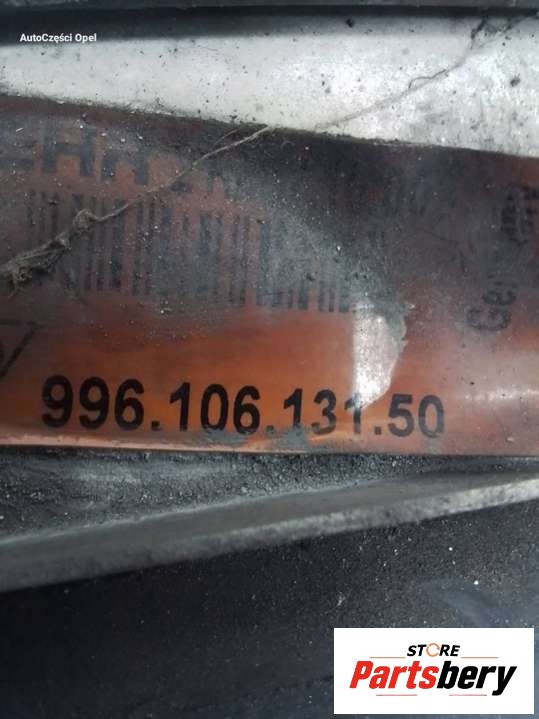 AutoCzęści Opel
996.106.131.50
STORE
Partsbery